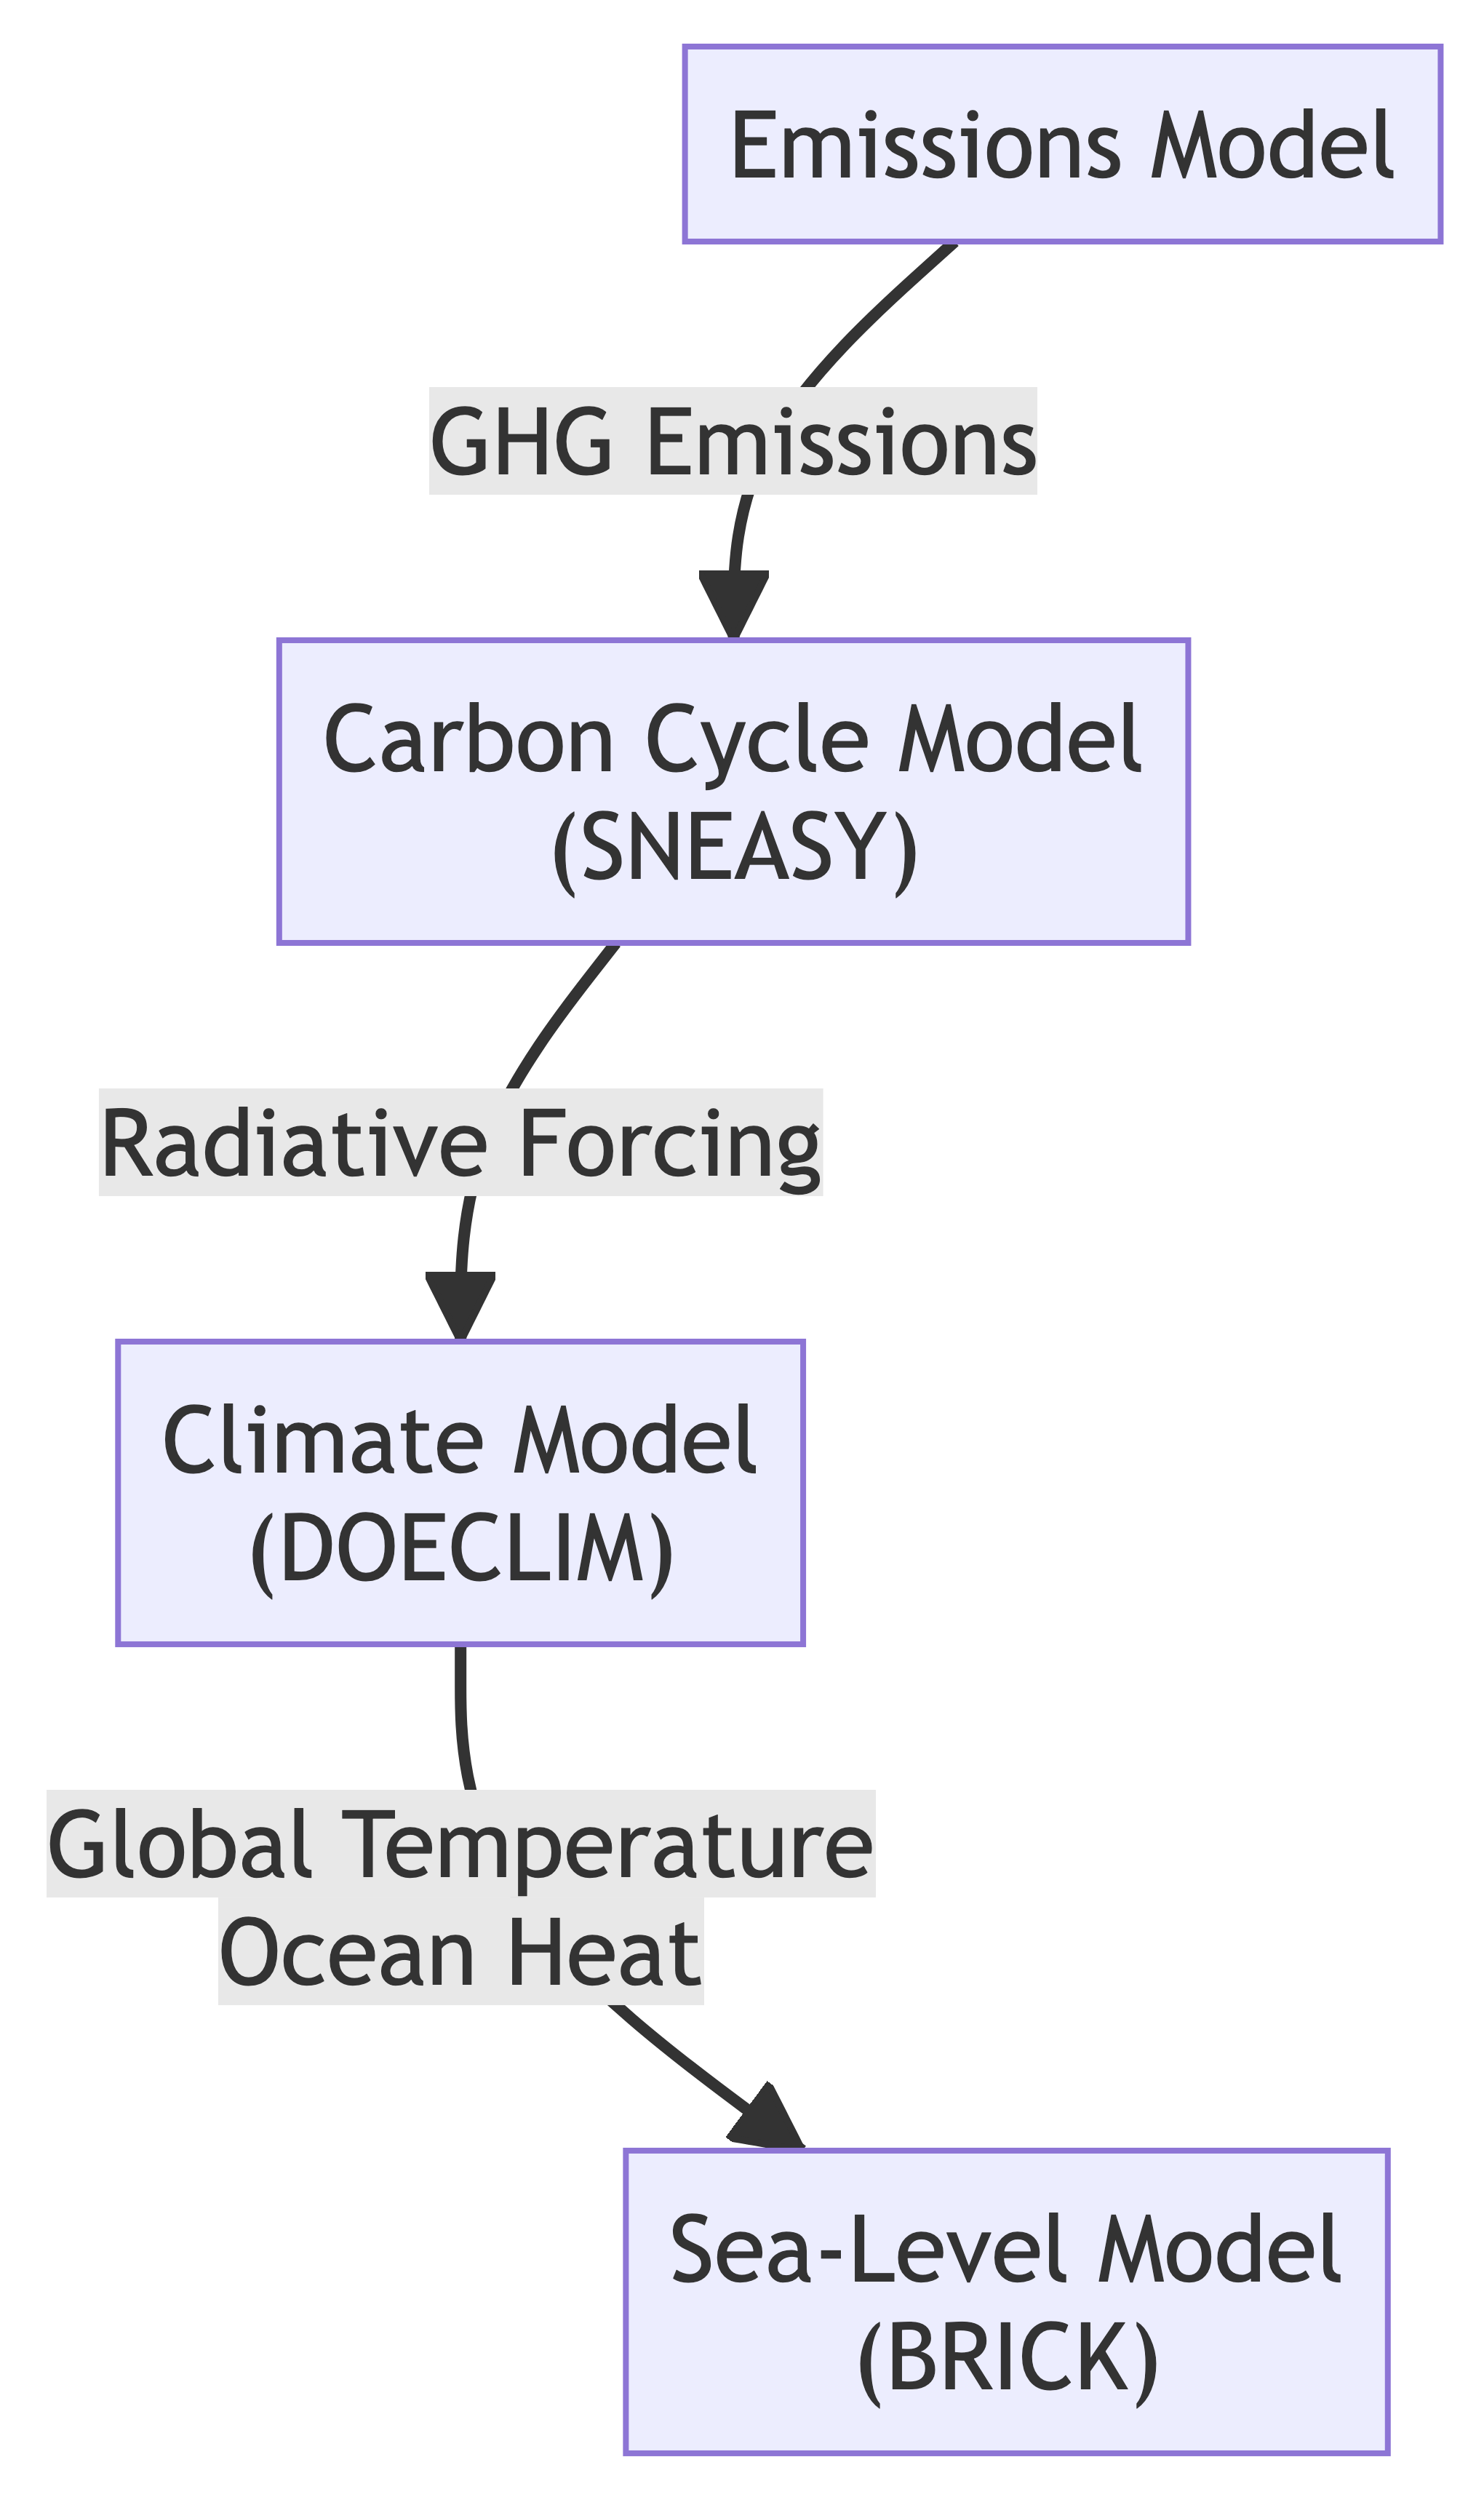 Emissions Model
GHG Emissions
Carbon Cycle Model
(SNEASY)
Radiative Forcing
Climate Model
(DOECLIM)
Global Temperature
Ocean Heat
Sea-Level Model
(BRICK)